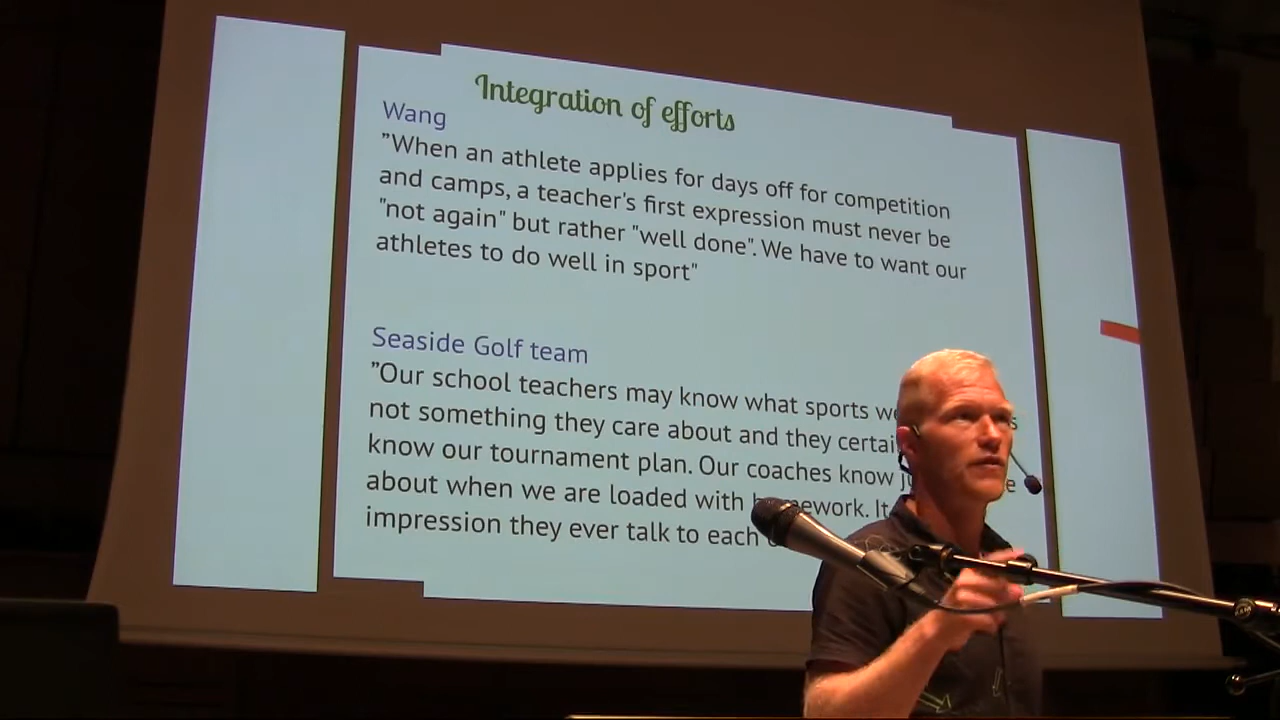 Integration of efforts
Wang
"When an athlete applies for days off for competition
and camps, a teacher's first expression must never be
"not again" but rather "well done". We have to want our
athletes to do well in sport"
Seaside Golf team
"Our school teachers may know what sports
not something they care about and they
know our tournament plan. Our coaches know
about when we are loaded with
impression they ever talk to each